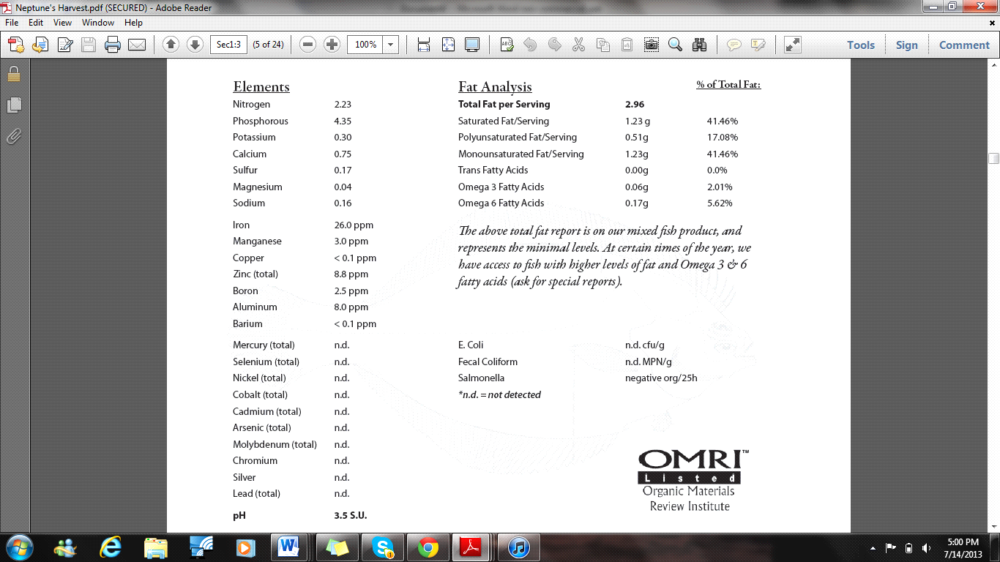 Neptune's Harvest.pdf (SECURED) - Adobe Reader
File Edit View Window Help
Sec1:3 (5 of 24) 100% Tools Sign Comment
Elements
Nitrogen 2.23
Phosphorous 4.35
Potassium 0.30
Calcium 0.75
Sulfur 0.17
Magnesium 0.04
Sodium 0.16
Iron 26.0 ppm
Manganese 3.0 ppm
Copper < 0.1 ppm
Zinc (total) 8.8 ppm
Boron 2.5 ppm
Aluminum 8.0 ppm
Barium < 0.1 ppm
Mercury (total) n.d.
Selenium (total) n.d.
Nickel (total) n.d.
Cobalt (total) n.d.
Cadmium (total) n.d.
Arsenic (total) n.d.
Molybdenum (total) n.d.
Chromium n.d.
Silver n.d.
Lead (total) n.d.
pH 3.5 S.U.
Fat Analysis % of Total Fat:
Total Fat per Serving 2.96
Saturated Fat/Serving 1.23 g 41.46%
Polyunsaturated Fat/Serving 0.51g 17.08%
Monounsaturated Fat/Serving 1.23g 41.46%
Trans Fatty Acids 0.00g 0.0%
Omega 3 Fatty Acids 0.06g 2.01%
Omega 6 Fatty Acids 0.17g 5.62%
The above total fat report is on our mixed fish product, and
represents the minimal levels. At certain times of the year, we
have access to fish with higher levels of fat and Omega 3 & 6
fatty acids (ask for special reports).
E. Coli n.d. cfu/g
Fecal Coliform n.d. MPN/g
Salmonella negative org/25h
*n.d. = not detected
OMRI™
Listed
Organic Materials
Review Institute
5:00 PM
7/14/2013